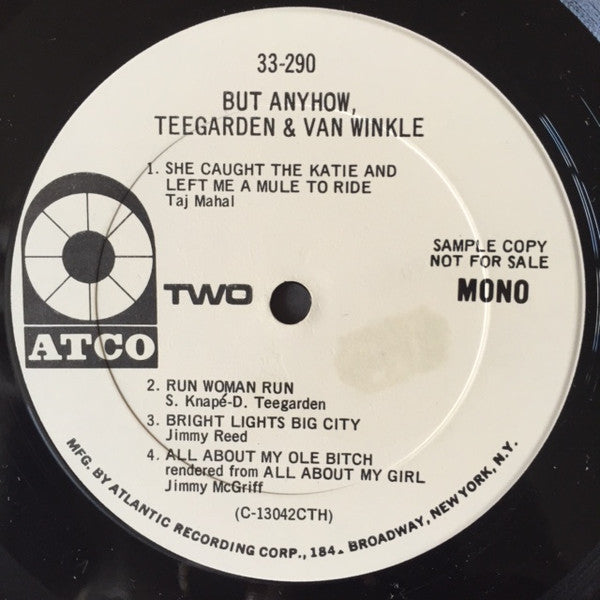 33-290
BUT ANYHOW,
TEEGARDEN & VAN WINKLE
1. SHE CAUGHT THE KATIE AND
LEFT ME A MULE TO RIDE
Taj Mahal
SAMPLE COPY
NOT FOR SALE
MONO
TWO
ATCO
2. RUN WOMAN RUN
S. Knapé-D. Teegarden
3. BRIGHT LIGHTS BIG CITY
Jimmy Reed
4. ALL ABOUT MY OLE BITCH
rendered from ALL ABOUT MY GIRL
Jimmy McGriff
(C-13042CTH)
MFG. BY ATLANTIC RECORDING CORP., BROADWAY, NEW YORK, N.Y.